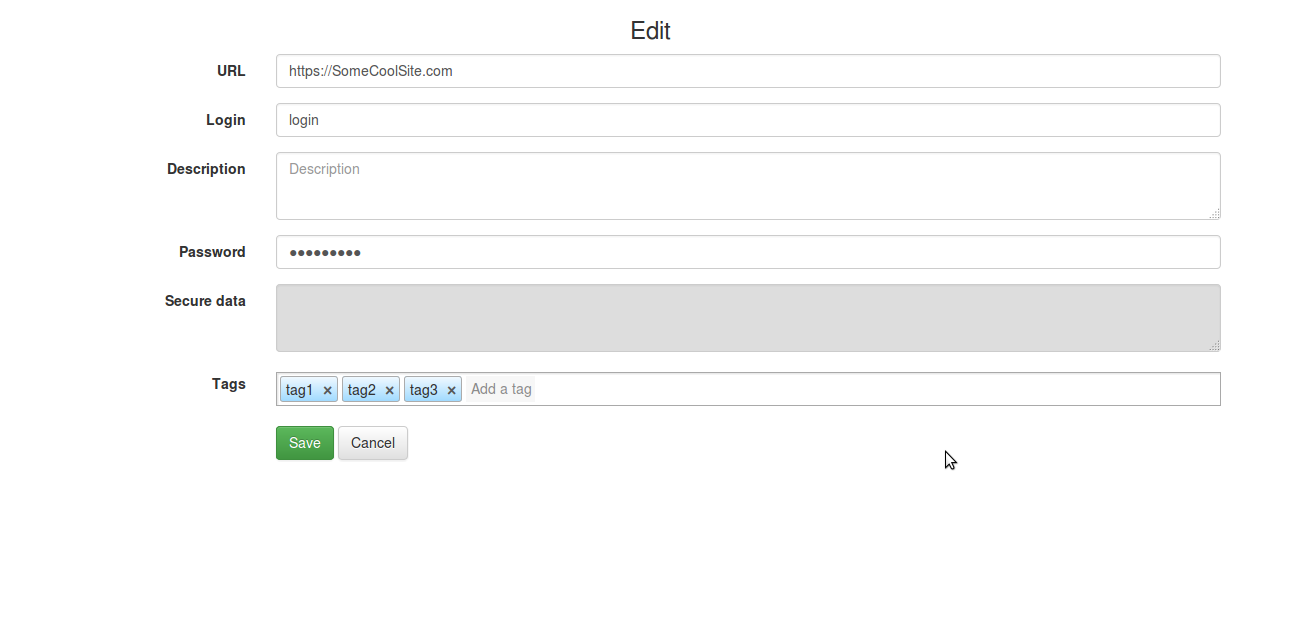 Edit
URL
https://SomeCoolSite.com
Login
login
Description
Description
Password
●●●●●●●●●
Secure data
Tags
tag1 × tag2 × tag3 × Add a tag
Save Cancel